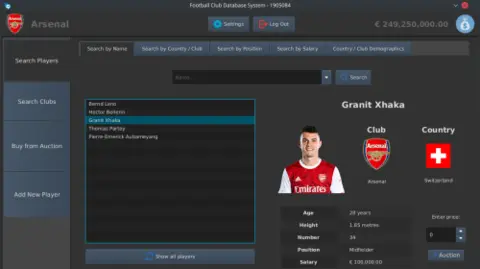 Football Club Database System - 1905084
Arsenal
Settings
Log Out
€ 249,250,000.00
Search Players
Search Clubs
Buy from Auction
Add New Player
Search by Name
Search by Country / Club
Search by Position
Search by Salary
Country / Club Demographics
Name...
Search
Bernd Leno
Hector Bellerin
Granit Xhaka
Thomas Partey
Pierre-Emerick Aubameyang
Show all players
Granit Xhaka
Club
Arsenal
Arsenal
Country
Switzerland
Emirates
Age 28 years
Height 1.85 metres
Number 34
Position Midfielder
Salary € 100,000.00
Enter price:
0
Auction